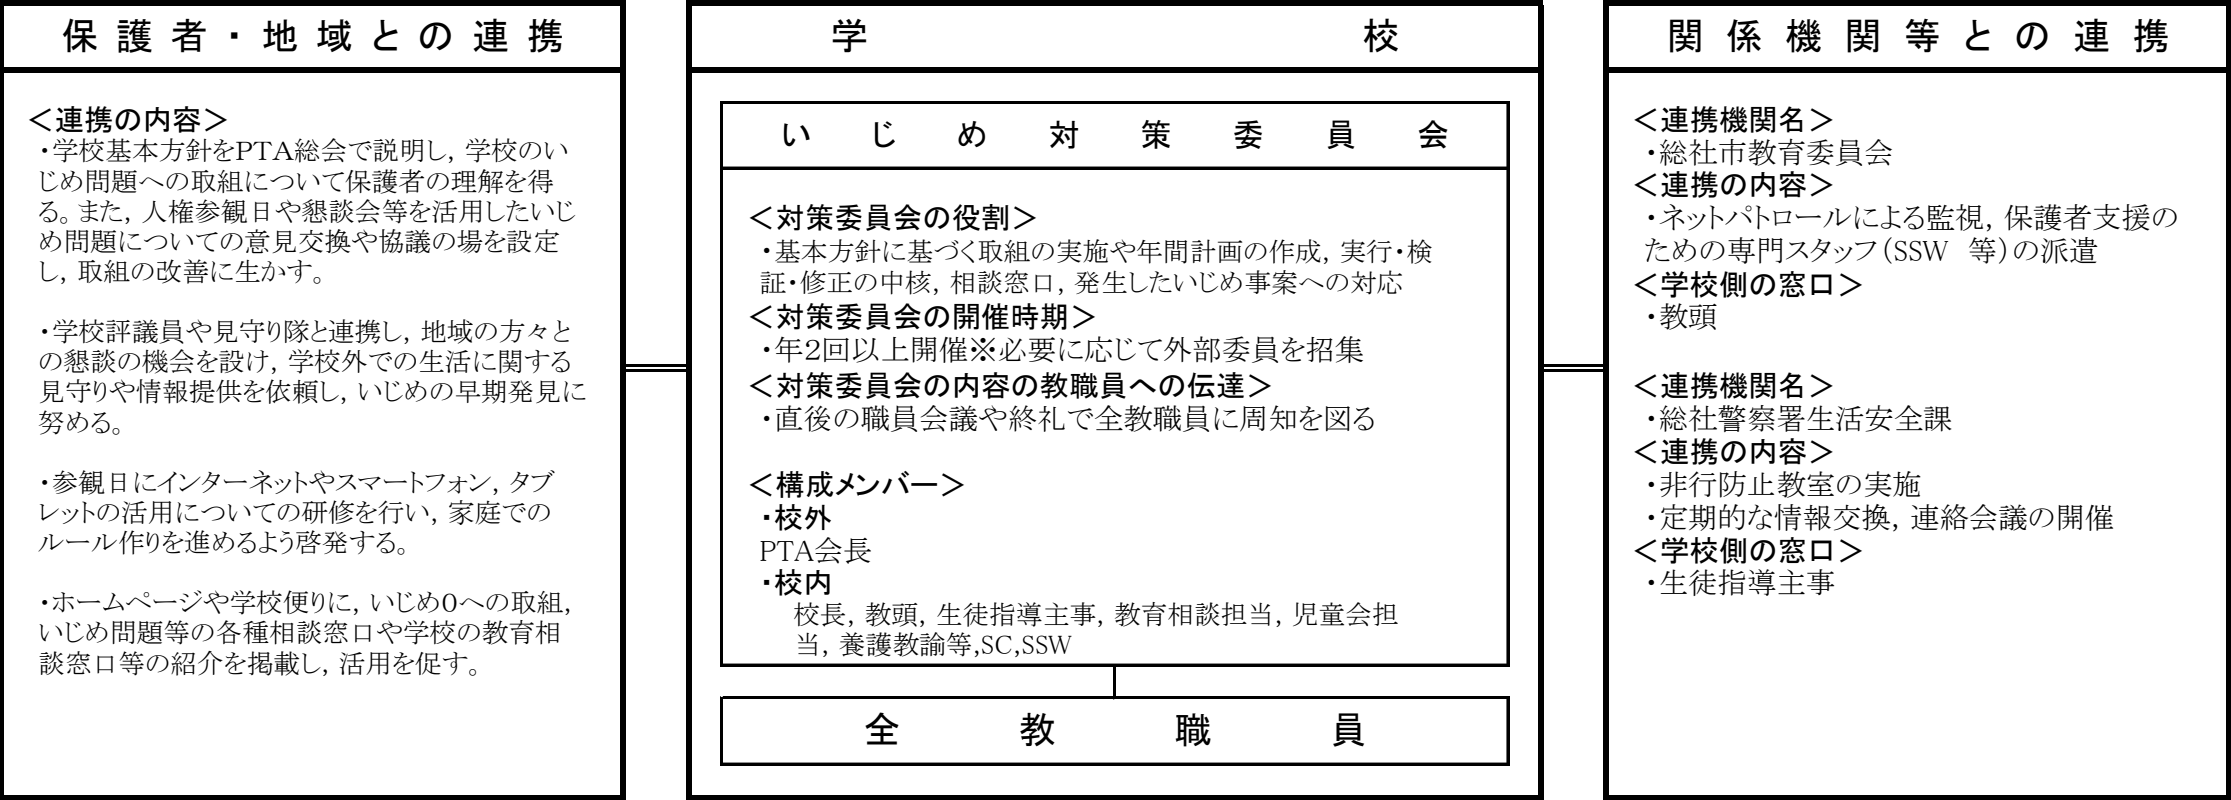 保護者・地域との連携
＜連携の内容＞
・学校基本方針をPTA総会で説明し，学校のい
じめ問題への取組について保護者の理解を得
る。また，人権参観日や懇談会等を活用したいじ
め問題についての意見交換や協議の場を設定
し，取組の改善に生かす。
・学校評議員や見守り隊と連携し，地域の方々と
の懇談の機会を設け，学校外での生活に関する
見守りや情報提供を依頼し，いじめの早期発見に
努める。
・参観日にインターネットやスマートフォン，タブ
レットの活用についての研修を行い，家庭での
ルール作りを進めるよう啓発する。
・ホームページや学校便りに，いじめ０への取組，
いじめ問題等の各種相談窓口や学校の教育相
談窓口等の紹介を掲載し，活用を促す。
学校
いじめ対策委員会
＜対策委員会の役割＞
・基本方針に基づく取組の実施や年間計画の作成，実行・検
証・修正の中核，相談窓口，発生したいじめ事案への対応
＜対策委員会の開催時期＞
・年２回以上開催※必要に応じて外部委員を招集
＜対策委員会の内容の教職員への伝達＞
・直後の職員会議や終礼で全教職員に周知を図る
＜構成メンバー＞
・校外
PTA会長
・校内
校長，教頭，生徒指導主事，教育相談担当，児童会担
当，養護教諭等,SC,SSW
全教職員
関係機関等との連携
＜連携機関名＞
・総社市教育委員会
＜連携の内容＞
・ネットパトロールによる監視，保護者支援の
ための専門スタッフ（SSW　等）の派遣
＜学校側の窓口＞
・教頭
＜連携機関名＞
・総社警察署生活安全課
＜連携の内容＞
・非行防止教室の実施
・定期的な情報交換，連絡会議の開催
＜学校側の窓口＞
・生徒指導主事